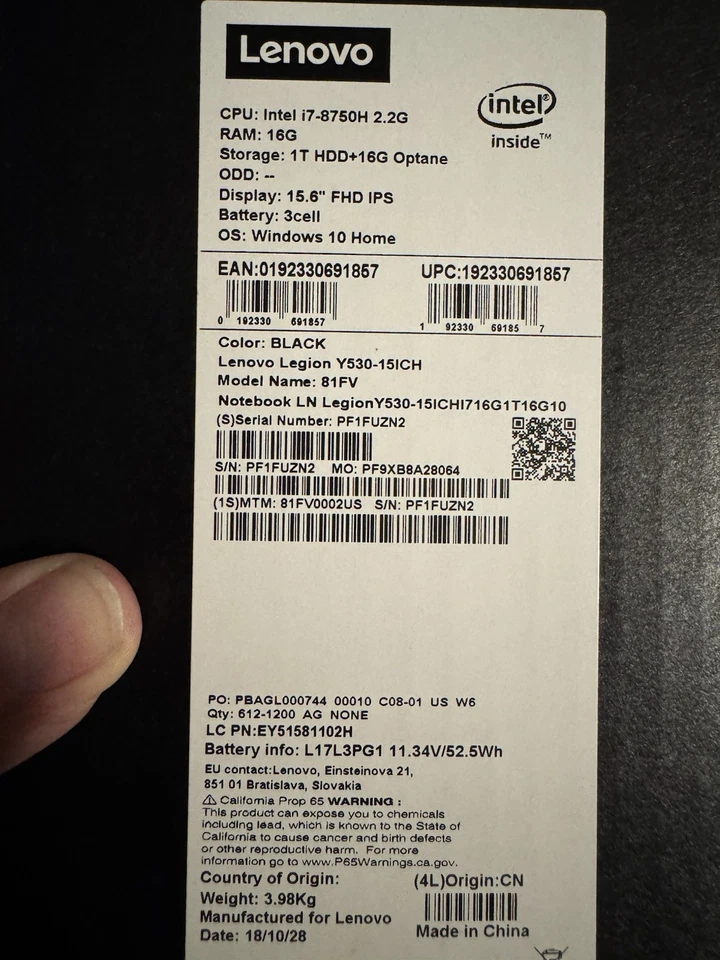 Lenovo
CPU: Intel i7-8750H 2.2G
RAM: 16G
Storage: 1T HDD+16G Optane
ODD: --
Display: 15.6" FHD IPS
Battery: 3cell
OS: Windows 10 Home
intel®
inside™
EAN:0192330691857 UPC:192330691857
0 192330 691857 1 92330 69185 7
Color: BLACK
Lenovo Legion Y530-15ICH
Model Name: 81FV
Notebook LN LegionY530-15ICHI716G1T16G10
(S)Serial Number: PF1FUZN2
S/N: PF1FUZN2 MO: PF9XB8A28064
(1S)MTM: 81FV0002US S/N: PF1FUZN2
PO: PBAGL000744 00010 C08-01 US W6
Qty: 612-1200 AG NONE
LC PN:EY51581102H
Battery info: L17L3PG1 11.34V/52.5Wh
EU contact:Lenovo, Einsteinova 21,
851 01 Bratislava, Slovakia
⚠ California Prop 65 WARNING :
This product can expose you to chemicals
including lead, which is known to the State of
California to cause cancer and birth defects
or other reproductive harm. For more
information go to www.P65Warnings.ca.gov.
Country of Origin: (4L)Origin:CN
Weight: 3.98Kg
Manufactured for Lenovo
Made in China
Date: 18/10/28